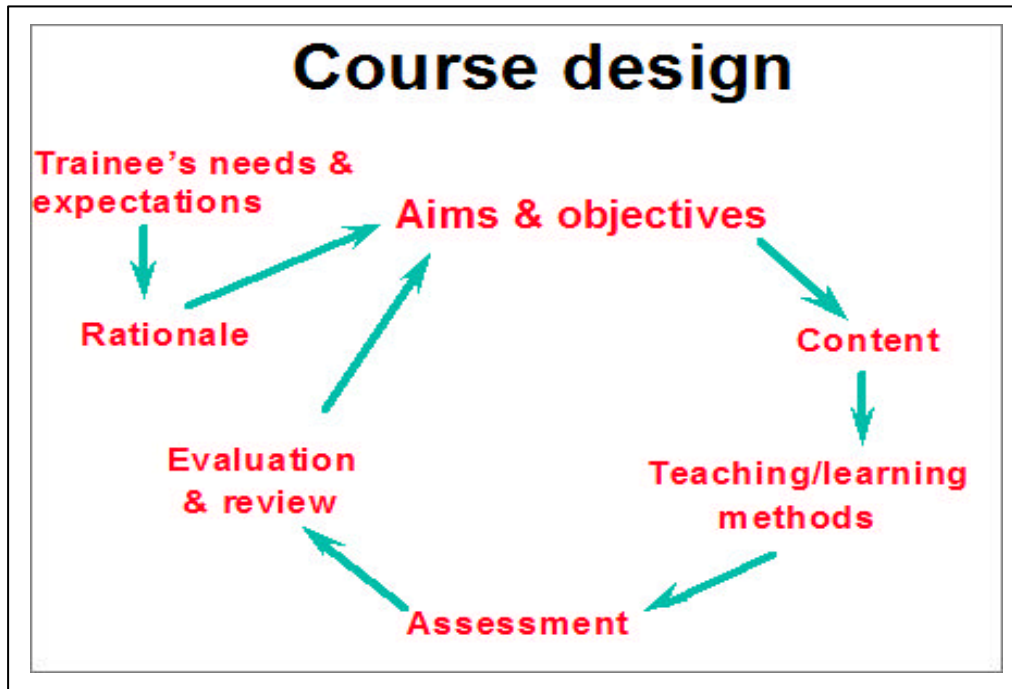 Course design
Trainee’s needs &
expectations
Aims & objectives
Rationale
Content
Evaluation
& review
Teaching/learning
methods
Assessment